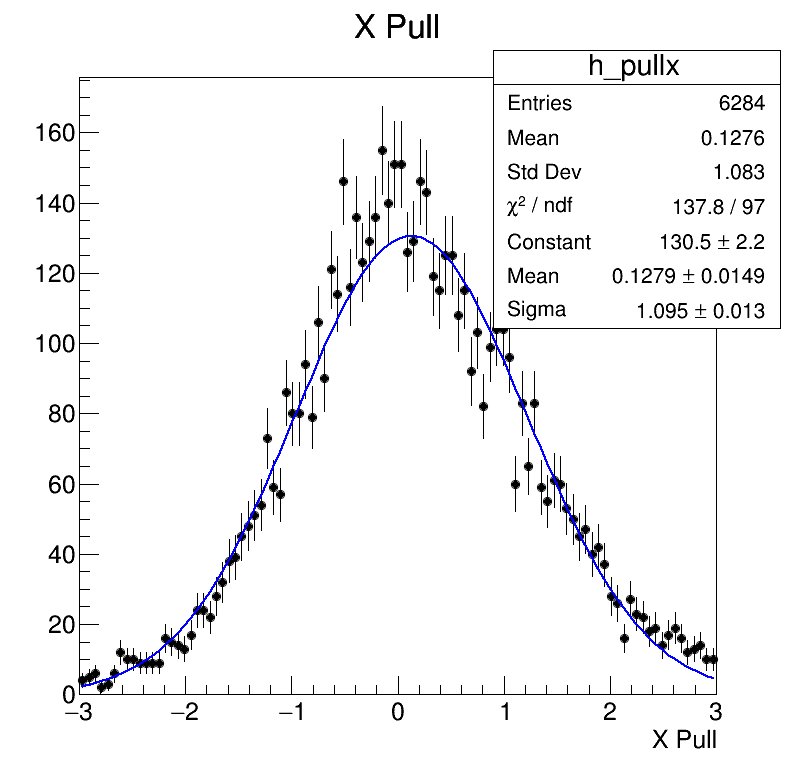 X Pull
h_pullx
Entries 6284
Mean 0.1276
Std Dev 1.083
χ² / ndf 137.8 / 97
Constant 130.5 ± 2.2
Mean 0.1279 ± 0.0149
Sigma 1.095 ± 0.013
160
140
120
100
80
60
40
20
0
−3 −2 −1 0 1 2 3
X Pull